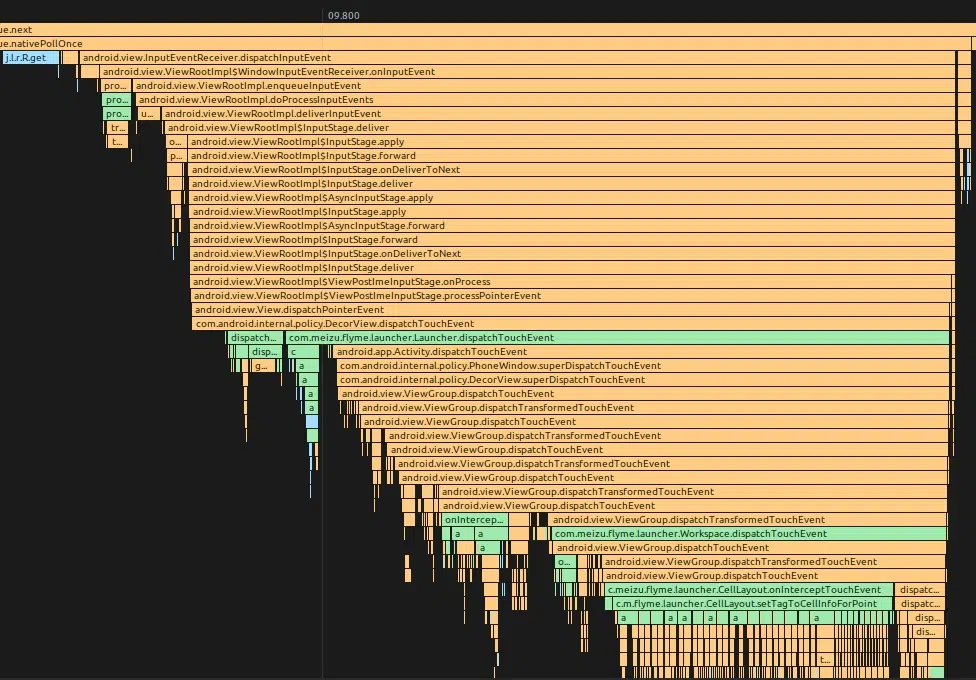 09.800
ue.next
ue.nativePollOnce
j.l.r.R.get android.view.InputEventReceiver.dispatchInputEvent
android.view.ViewRootImpl$WindowInputEventReceiver.onInputEvent
pro... android.view.ViewRootImpl.enqueueInputEvent
pro... android.view.ViewRootImpl.doProcessInputEvents
pro... u... android.view.ViewRootImpl.deliverInputEvent
tr... android.view.ViewRootImpl$InputStage.deliver
t... o... android.view.ViewRootImpl$InputStage.apply
p... android.view.ViewRootImpl$InputStage.forward
android.view.ViewRootImpl$InputStage.onDeliverToNext
android.view.ViewRootImpl$InputStage.deliver
android.view.ViewRootImpl$AsyncInputStage.apply
android.view.ViewRootImpl$InputStage.apply
android.view.ViewRootImpl$AsyncInputStage.forward
android.view.ViewRootImpl$InputStage.forward
android.view.ViewRootImpl$InputStage.onDeliverToNext
android.view.ViewRootImpl$InputStage.deliver
android.view.ViewRootImpl$ViewPostImeInputStage.onProcess
android.view.ViewRootImpl$ViewPostImeInputStage.processPointerEvent
android.view.View.dispatchPointerEvent
com.android.internal.policy.DecorView.dispatchTouchEvent
dispatch... com.meizu.flyme.launcher.Launcher.dispatchTouchEvent
disp... c android.app.Activity.dispatchTouchEvent
g... a com.android.internal.policy.PhoneWindow.superDispatchTouchEvent
a com.android.internal.policy.DecorView.superDispatchTouchEvent
a android.view.ViewGroup.dispatchTouchEvent
a android.view.ViewGroup.dispatchTransformedTouchEvent
android.view.ViewGroup.dispatchTouchEvent
android.view.ViewGroup.dispatchTransformedTouchEvent
android.view.ViewGroup.dispatchTouchEvent
android.view.ViewGroup.dispatchTransformedTouchEvent
android.view.ViewGroup.dispatchTouchEvent
android.view.ViewGroup.dispatchTransformedTouchEvent
android.view.ViewGroup.dispatchTouchEvent
onIntercep... android.view.ViewGroup.dispatchTransformedTouchEvent
a a com.meizu.flyme.launcher.Workspace.dispatchTouchEvent
a android.view.ViewGroup.dispatchTouchEvent
o... android.view.ViewGroup.dispatchTransformedTouchEvent
android.view.ViewGroup.dispatchTouchEvent
c.meizu.flyme.launcher.CellLayout.onInterceptTouchEvent dispatc...
c.m.flyme.launcher.CellLayout.setTagToCellInfoForPoint dispatc...
a a a a a a disp...
dis...
t...